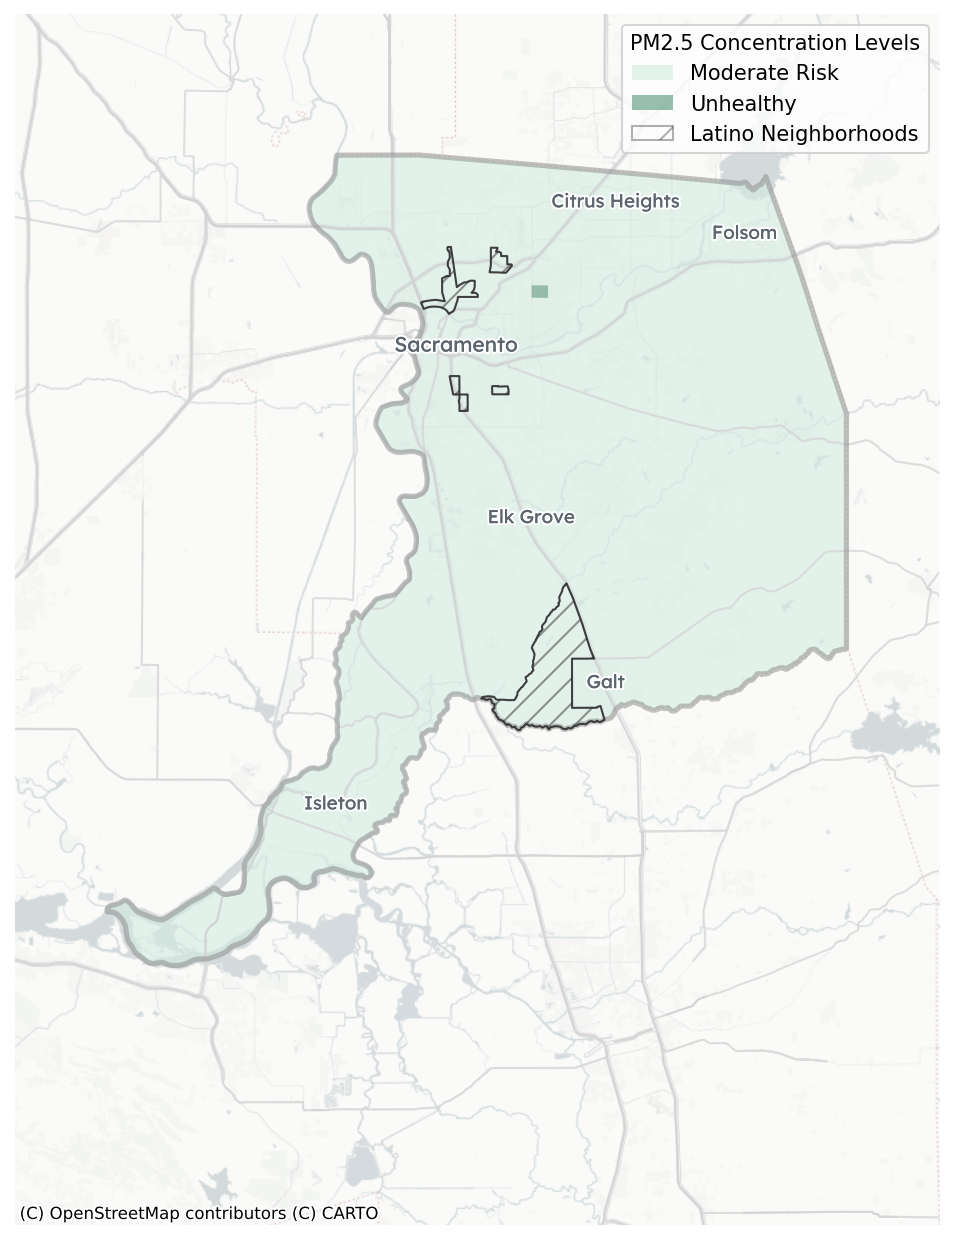 PM2.5 Concentration Levels
Moderate Risk
Unhealthy
Latino Neighborhoods
Citrus Heights
Folsom
Sacramento
Elk Grove
Galt
Isleton
(C) OpenStreetMap contributors (C) CARTO